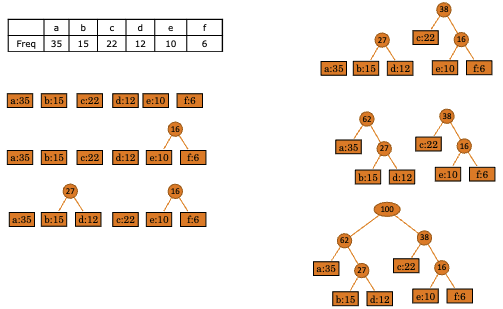 a b c d e f
Freq 35 15 22 12 10 6
a:35 b:15 c:22 d:12 e:10 f:6
16
a:35 b:15 c:22 d:12 e:10 f:6
27 16
a:35 b:15 d:12 c:22 e:10 f:6
38
c:22
27 16
a:35 b:15 d:12 e:10 f:6
62 38
a:35 c:22
27 16
b:15 d:12 e:10 f:6
100
62 38
a:35 c:22
27 16
b:15 d:12 e:10 f:6